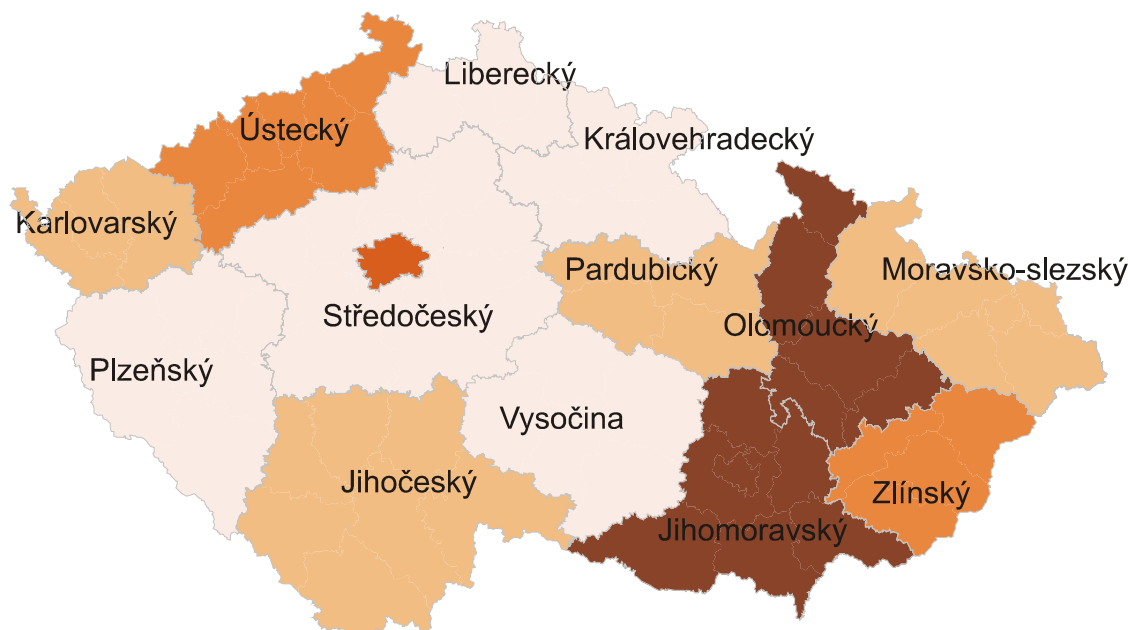 Liberecký
Ústecký
Královehradecký
Karlovarský
Pardubický
Moravsko-slezský
Středočeský
Olomoucký
Plzeňský
Vysočina
Jihočeský
Zlínský
Jihomoravský